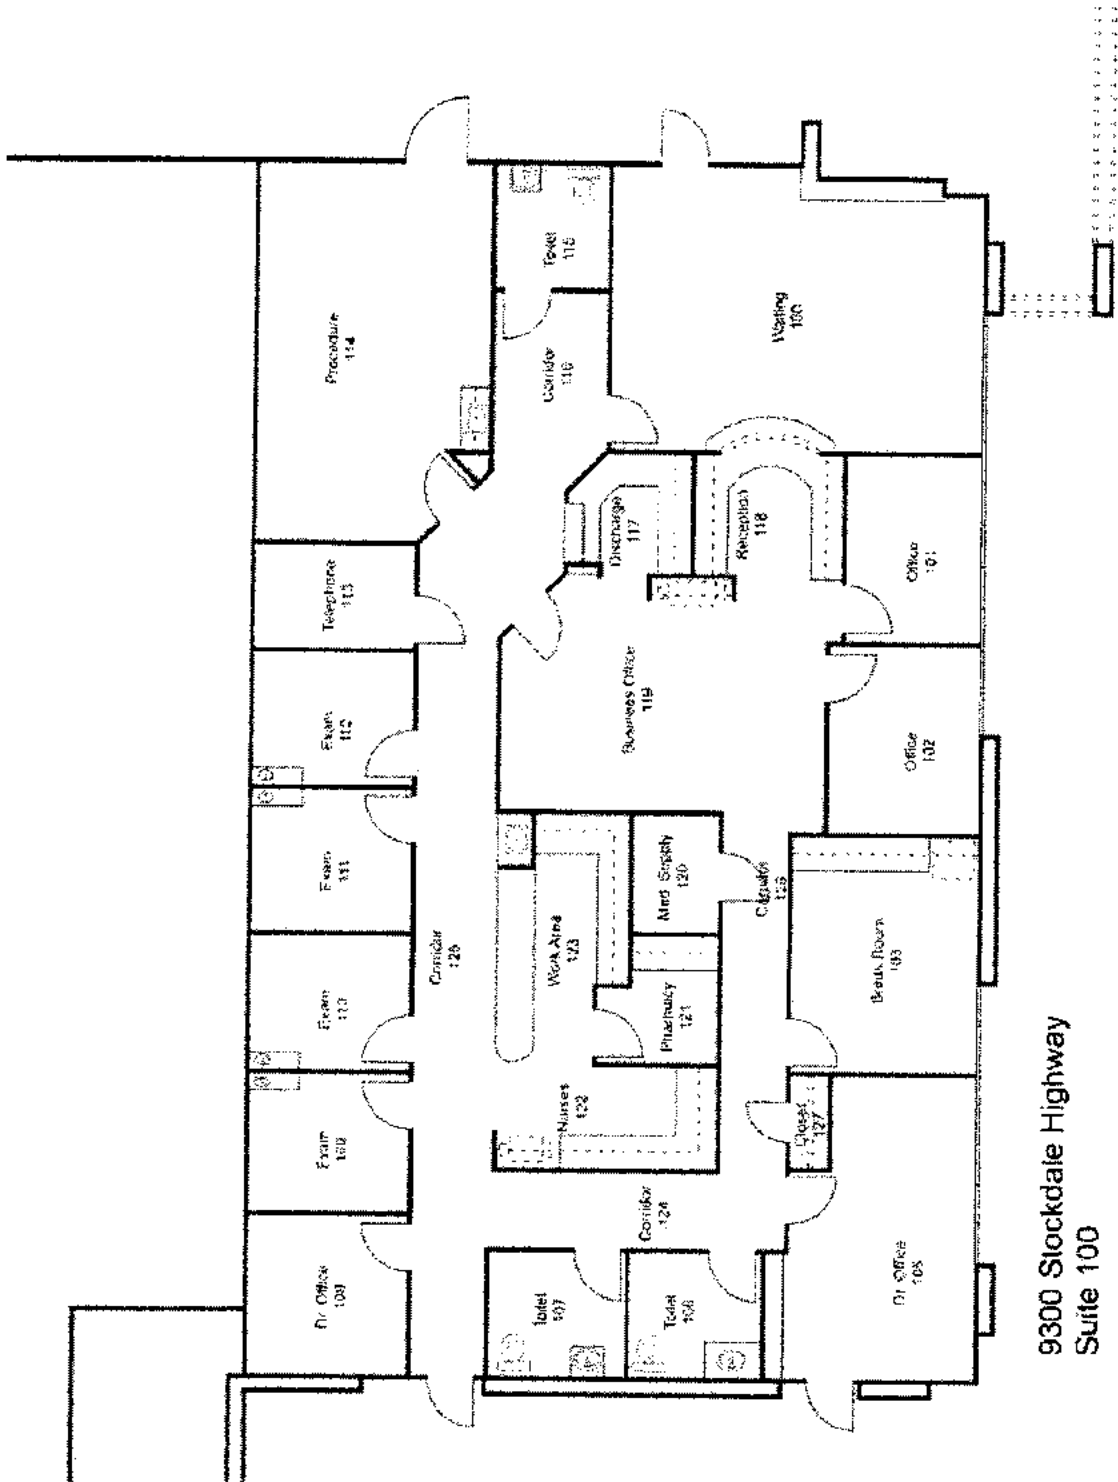 Dr. Office
108
Exam
109
Exam
110
Exam
111
Exam
112
Telephone
113
Procedure
114
Corridor
125
Toilet
107
Nurses
122
Work Area
123
Corridor
116
Toilet
115
Toilet
106
Corridor
124
Pharmacy
121
Med. Supply
120
Business Office
119
Discharge
117
Reception
118
Waiting
100
Closet
127
Corridor
126
Dr. Office
105
Break Room
103
Office
102
Office
101
9300 Stockdale Highway
Suite 100